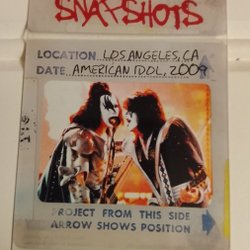 SNAPSHOTS
LOCATION LOS ANGELES, CA
DATE AMERICAN IDOL, 2009
PROJECT FROM THIS SIDE
ARROW SHOWS POSITION